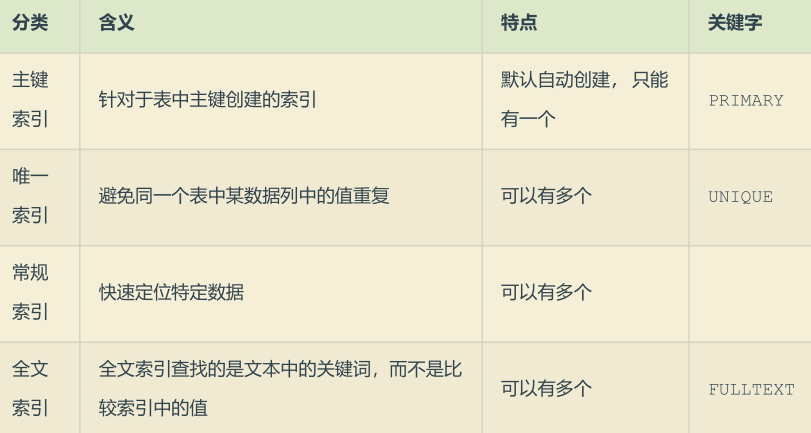 分类 含义 特点 关键字
主键
索引
针对于表中主键创建的索引
默认自动创建, 只能
有一个
PRIMARY
唯一
索引
避免同一个表中某数据列中的值重复
可以有多个
UNIQUE
常规
索引
快速定位特定数据
可以有多个
全文
索引
全文索引查找的是文本中的关键词，而不是比
较索引中的值
可以有多个
FULLTEXT